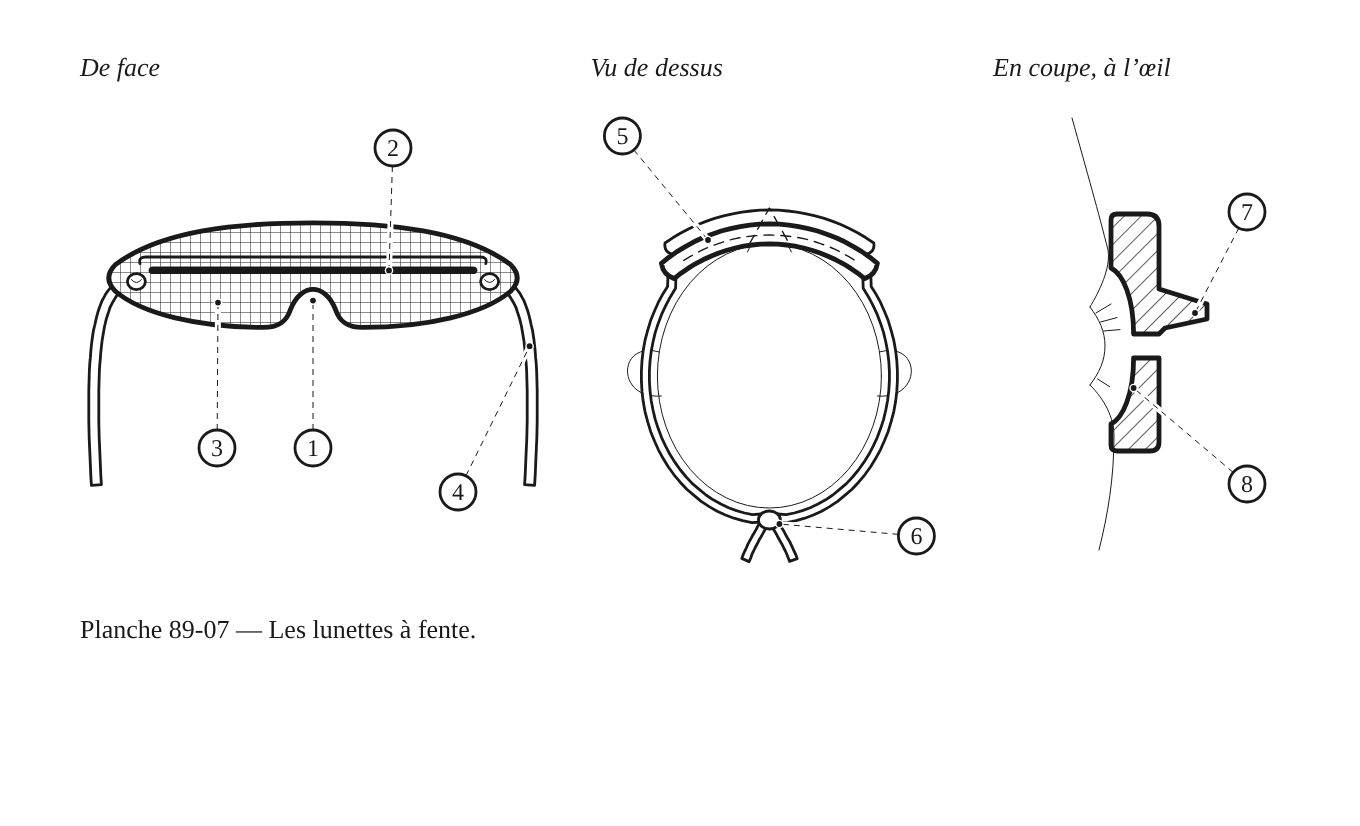 De face
Vu de dessus
En coupe, à l’œil
2
5
7
3
1
4
6
8
Planche 89-07 — Les lunettes à fente.